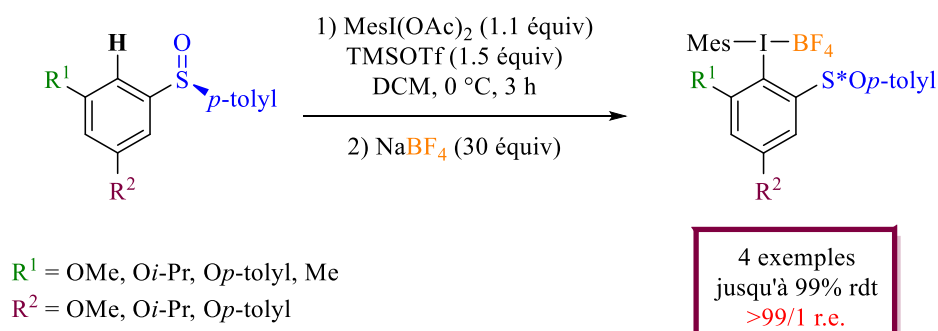 H
O
R¹
S
p-tolyl
R²
1) MesI(OAc)₂ (1.1 équiv)
TMSOTf (1.5 équiv)
DCM, 0 °C, 3 h
2) NaBF₄ (30 équiv)
Mes I BF₄
R¹
S*Op-tolyl
R²
R¹ = OMe, Oi-Pr, Op-tolyl, Me
R² = OMe, Oi-Pr, Op-tolyl
4 exemples
jusqu'à 99% rdt
>99/1 r.e.